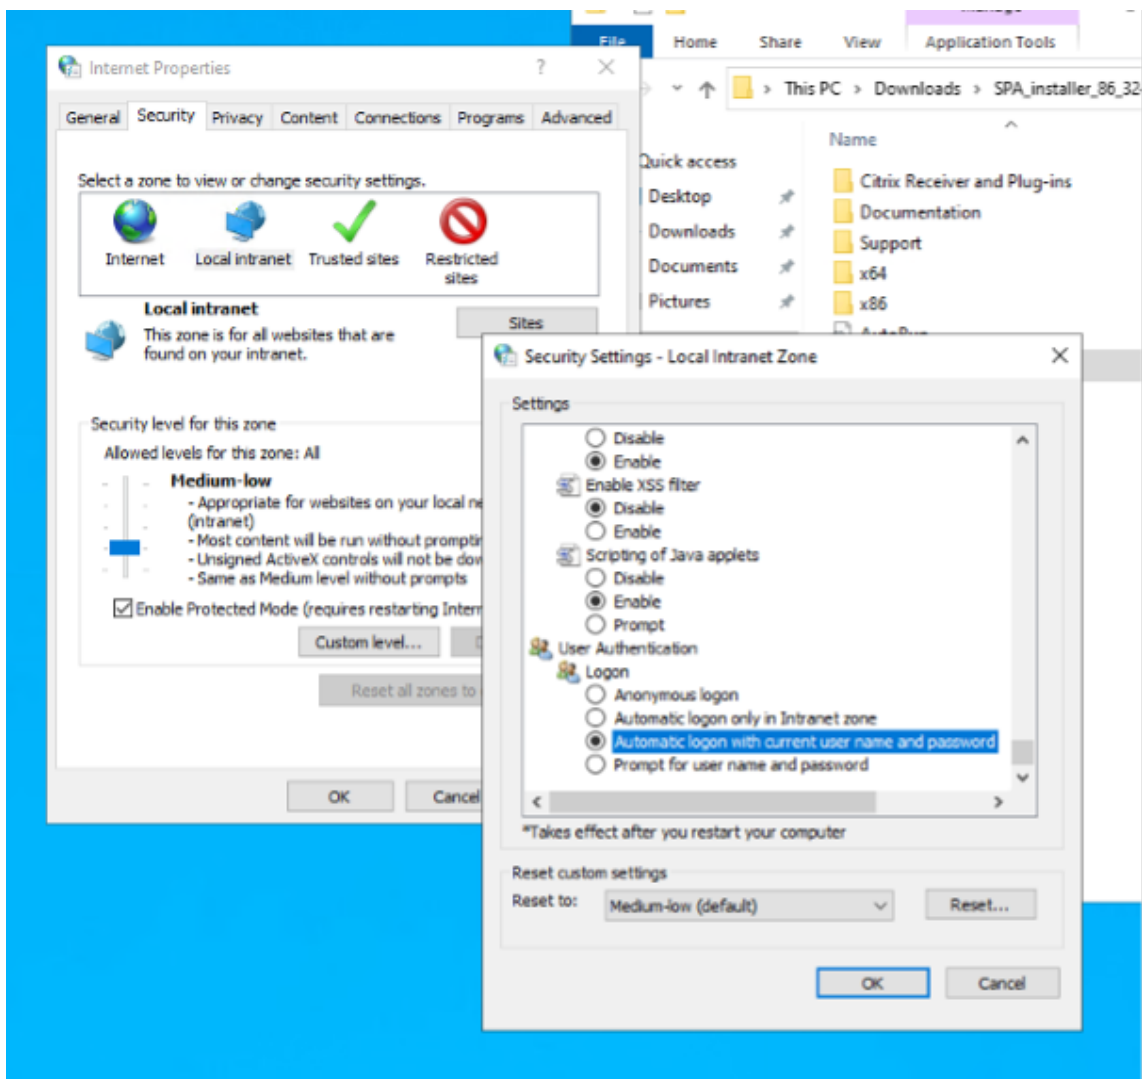 File
Home
Share
View
Application Tools
This PC > Downloads > SPA_installer_86_32
Name
Quick access
Desktop
Downloads
Documents
Pictures
Citrix Receiver and Plug-ins
Documentation
Support
x64
x86
Internet Properties
General
Security
Privacy
Content
Connections
Programs
Advanced
Select a zone to view or change security settings.
Internet
Local intranet
Trusted sites
Restricted
sites
Local intranet
This zone is for all websites that are
found on your intranet.
Sites
Security level for this zone
Allowed levels for this zone: All
Medium-low
- Appropriate for websites on your local ne
(intranet)
- Most content will be run without promptin
- Unsigned ActiveX controls will not be dow
- Same as Medium level without prompts
Enable Protected Mode (requires restarting Intern
Custom level...
Reset all zones to
OK
Cancel
Security Settings - Local Intranet Zone
Settings
Disable
Enable
Enable XSS filter
Disable
Enable
Scripting of Java applets
Disable
Enable
Prompt
User Authentication
Logon
Anonymous logon
Automatic logon only in Intranet zone
Automatic logon with current user name and password
Prompt for user name and password
*Takes effect after you restart your computer
Reset custom settings
Reset to:
Medium-low (default)
Reset...
OK
Cancel